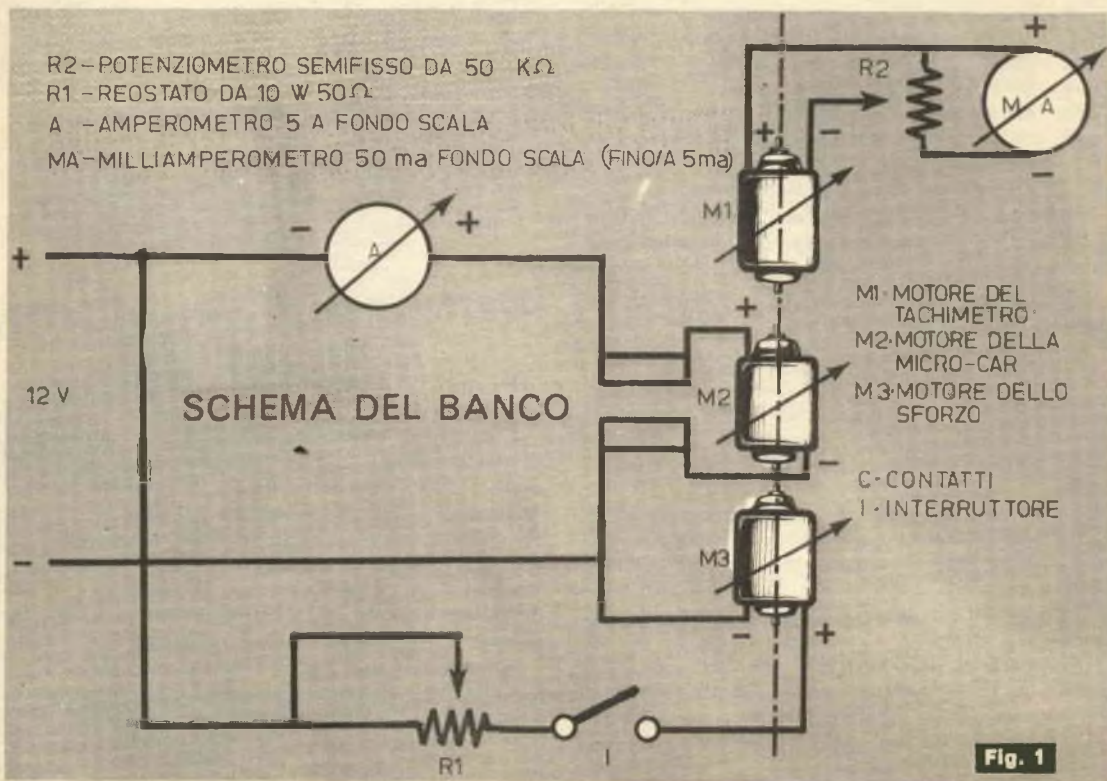 R2-POTENZIOMETRO SEMIFISSO DA 50 KΩ
R1-REOSTATO DA 10 W 50Ω
A -AMPEROMETRO 5 A FONDO SCALA
MA-MILLIAMPEROMETRO 50 ma FONDO SCALA (FINO/A 5ma)
R2
+
M A
-
+
-
M1
-
A
+
+
12 V
-
SCHEMA DEL BANCO
+
M2
-
M1-MOTORE DEL
TACHIMETRO
M2-MOTORE DELLA
MICRO-CAR
M3-MOTORE DELLO
SFORZO
C-CONTATTI
I-INTERRUTTORE
M3
-
+
R1
I
Fig. 1